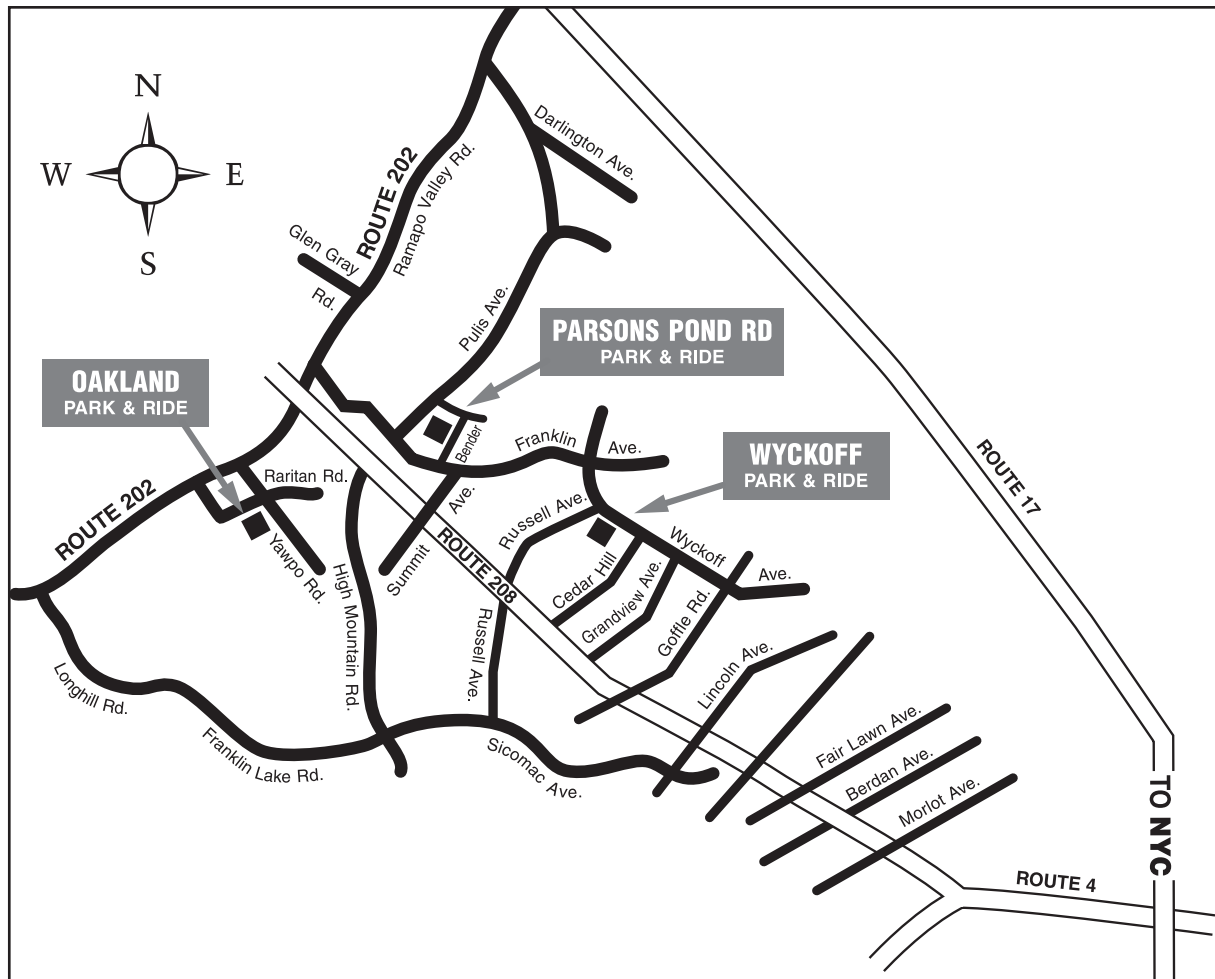 N
W
E
S
ROUTE 202
Ramapo Valley Rd.
Darlington Ave.
Glen Gray
Rd.
Pulis Ave.
PARSONS POND RD
PARK & RIDE
OAKLAND
PARK & RIDE
WYCKOFF
PARK & RIDE
Bender
Franklin
Ave.
ROUTE 17
ROUTE 202
Raritan Rd.
Yawpo Rd.
Summit
Ave.
High Mountain Rd.
ROUTE 208
Russell Ave.
Russell Ave.
Wyckoff
Ave.
Cedar Hill
Grandview Ave.
Goffle Rd.
Lincoln Ave.
Longhill Rd.
Franklin Lake Rd.
Sicomac Ave.
Fair Lawn Ave.
Berdan Ave.
Morlot Ave.
TO NYC
ROUTE 4